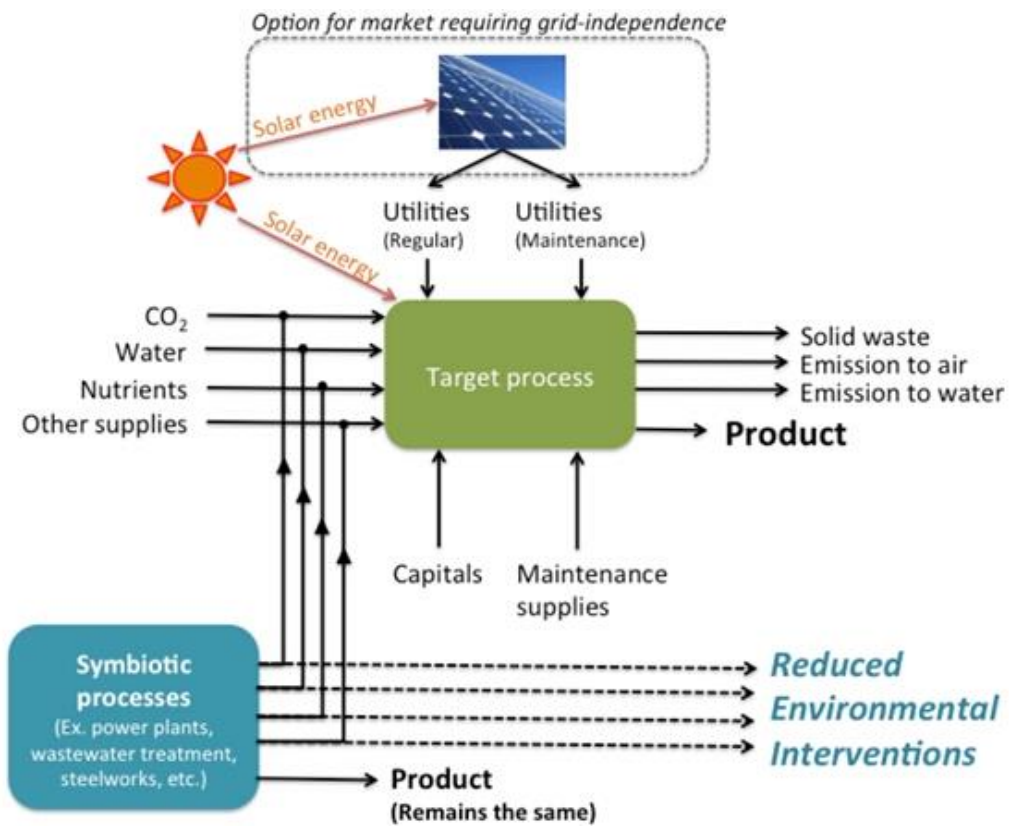 Option for market requiring grid-independence
Solar energy
Solar energy
Utilities
(Regular)
Utilities
(Maintenance)
CO₂
Water
Nutrients
Other supplies
Target process
Solid waste
Emission to air
Emission to water
Product
Capitals
Maintenance
supplies
Symbiotic
processes
(Ex. power plants,
wastewater treatment,
steelworks, etc.)
Reduced
Environmental
Interventions
Product
(Remains the same)